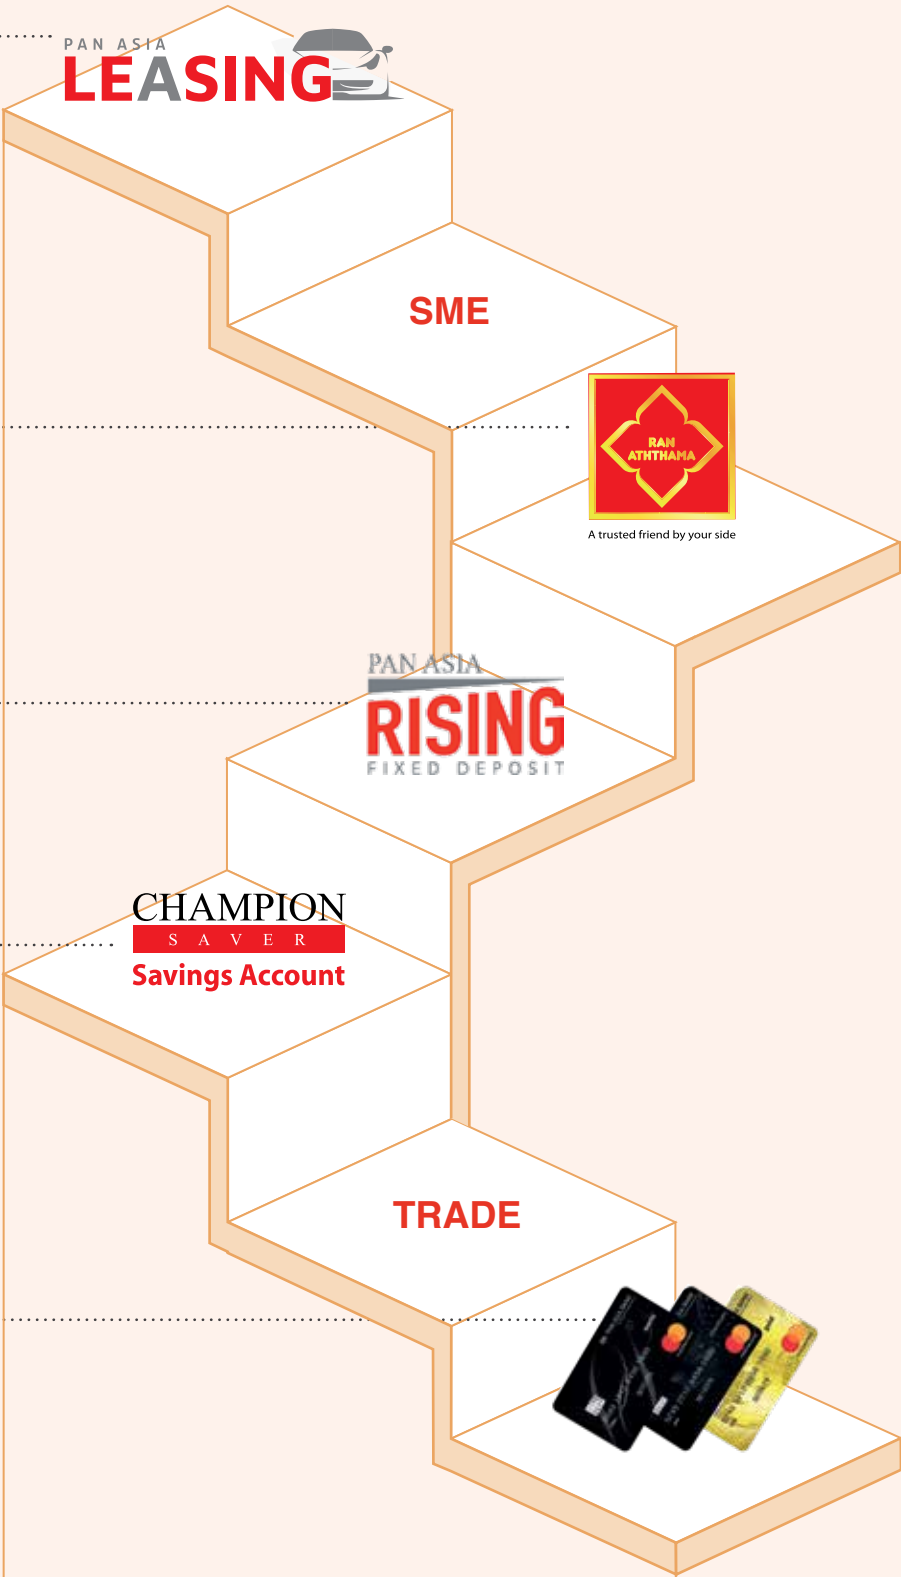 PAN ASIA
LEASING
SME
RAN
ATHTHAMA
A trusted friend by your side
PAN ASIA
RISING
FIXED DEPOSIT
CHAMPION
SAVER
Savings Account
TRADE